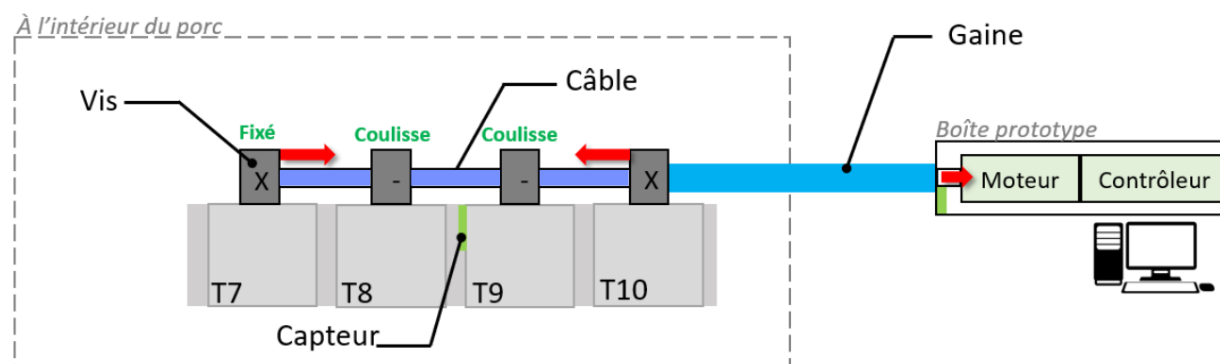 À l’intérieur du porc
Gaine
Câble
Vis
Fixé
Coulisse
Coulisse
Boîte prototype
X
-
-
X
Moteur
Contrôleur
T7
T8
T9
T10
Capteur